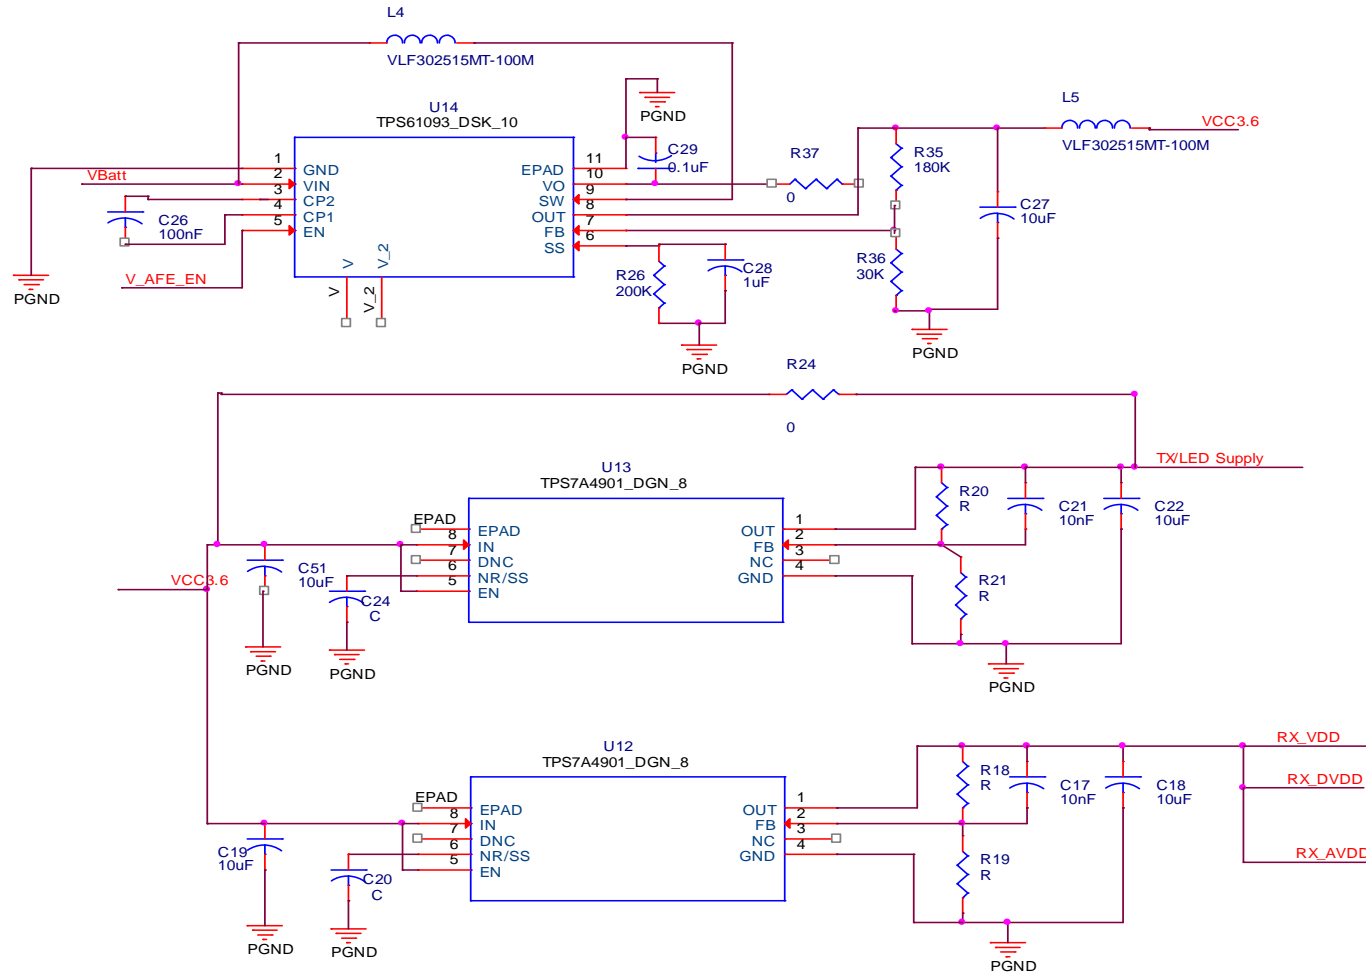 L4
VLF302515MT-100M
U14
TPS61093_DSK_10
1
GND
2
VIN
3
CP2
4
CP1
5
EN
11
EPAD
10
VO
9
SW
8
OUT
7
FB
6
SS
V
V_2
V
V_2
VBatt
C26
100nF
V_AFE_EN
PGND
PGND
C29
0.1uF
R37
0
R35
180K
R36
30K
C27
10uF
L5
VLF302515MT-100M
VCC3.6
R26
200K
C28
1uF
PGND
PGND
R24
0
U13
TPS7A4901_DGN_8
EPAD
EPAD
8
IN
7
DNC
6
NR/SS
5
EN
1
OUT
2
FB
3
NC
4
GND
TX/LED Supply
R20
R
C21
10nF
C22
10uF
R21
R
VCC3.6
C51
10uF
C24
C
PGND
PGND
PGND
U12
TPS7A4901_DGN_8
EPAD
EPAD
8
IN
7
DNC
6
NR/SS
5
EN
1
OUT
2
FB
3
NC
4
GND
RX_VDD
RX_DVDD
RX_AVDD
R18
R
C17
10nF
C18
10uF
R19
R
C19
10uF
C20
C
PGND
PGND
PGND